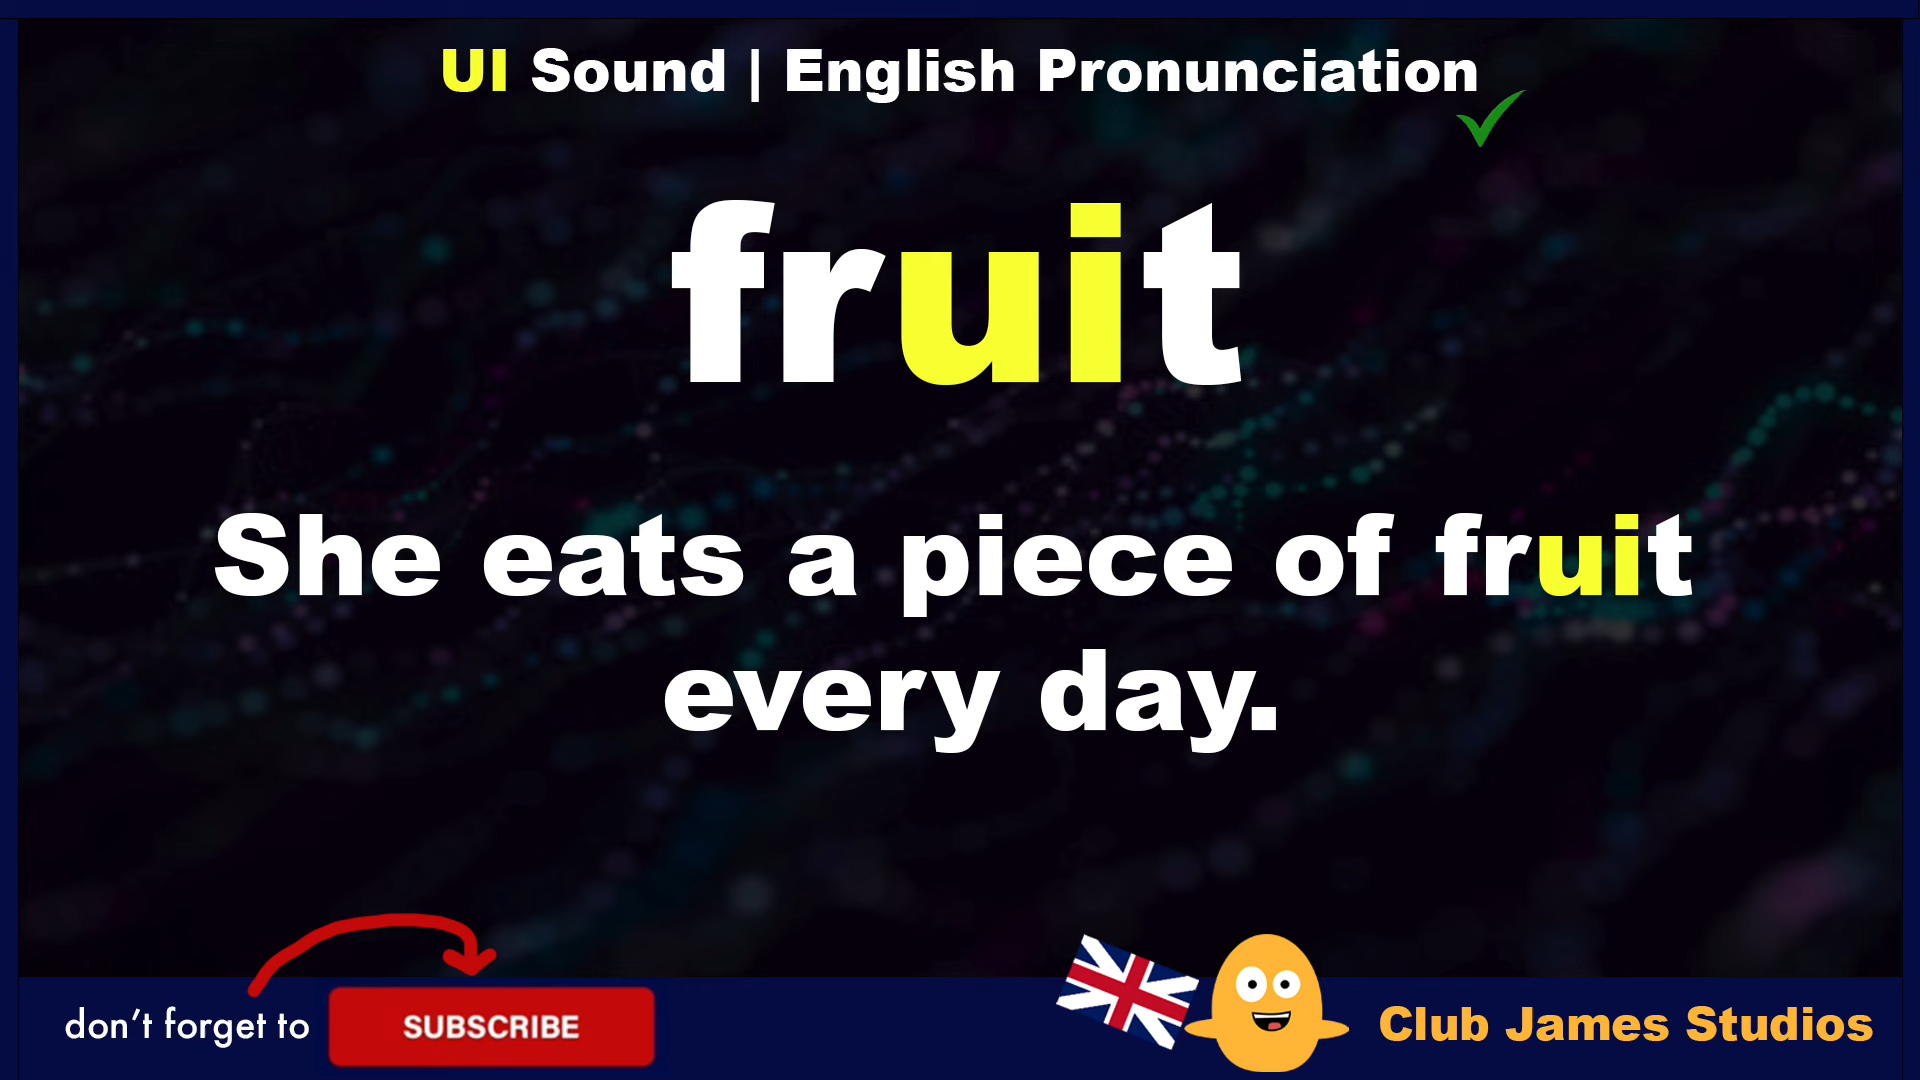 UI Sound | English Pronunciation
fruit
She eats a piece of fruit
every day.
don't forget to
SUBSCRIBE
Club James Studios